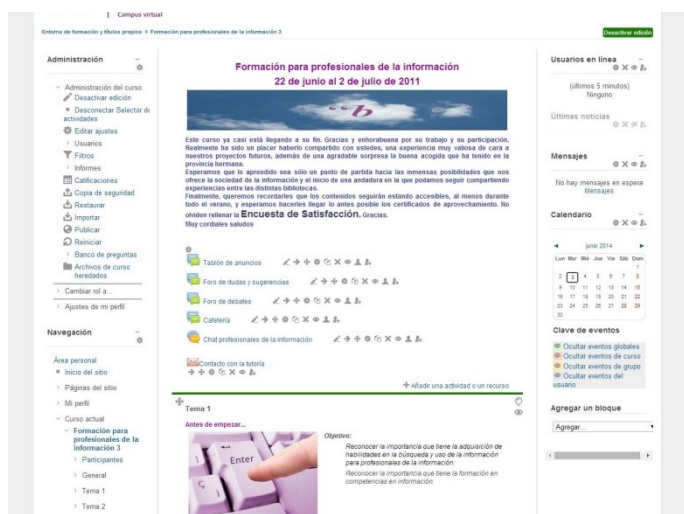 Campus virtual
Entorno de formación y títulos propios > Formación para profesionales de la información 3
Desactivar edición
Administración
Administración del curso
Desactivar edición
Desconectar Selector de
actividades
Editar ajustes
Usuarios
Filtros
Informes
Calificaciones
Copia de seguridad
Restaurar
Importar
Publicar
Reiniciar
Banco de preguntas
Archivos de curso
heredados
Cambiar rol a...
Ajustes de mi perfil
Navegación
Área personal
Inicio del sitio
Páginas del sitio
Mi perfil
Curso actual
Formación para
profesionales de la
información 3
Participantes
General
Tema 1
Tema 2
Formación para profesionales de la información
22 de junio al 2 de julio de 2011
Este curso ya casi está llegando a su fin. Gracias y enhorabuena por su trabajo y su participación.
Realmente ha sido un placer haberlo compartido con ustedes, una experiencia muy valiosa de cara a
nuestros proyectos futuros, además de una agradable sorpresa la buena acogida que ha tenido en la
provincia hermana.
Esperamos que lo aprendido sea sólo un punto de partida hacia las inmensas posibilidades que nos
ofrece la sociedad de la información y el inicio de una andadura en la que podamos seguir compartiendo
experiencias entre las distintas bibliotecas.
Finalmente, queremos recordarles que los contenidos seguirán estando accesibles, al menos durante
todo el verano, y esperamos hacerles llegar lo antes posible los certificados de aprovechamiento. No
olviden rellenar la Encuesta de Satisfacción. Gracias.
Muy cordiales saludos
Tablón de anuncios
Foro de dudas y sugerencias
Foro de debates
Cafetería
Chat profesionales de la información
Contacto con la tutoría
Añadir una actividad o un recurso
Tema 1
Antes de empezar...
Enter
Objetivo:
Reconocer la importancia que tiene la adquisición de
habilidades en la búsqueda y uso de la información
para profesionales de la información.
Reconocer la importancia que tiene la formación en
competencias en información.
Usuarios en línea
(últimos 5 minutos)
Ninguno
Últimas noticias
Mensajes
No hay mensajes en espera
Mensajes
Calendario
junio 2014
Lun Mar Mié Jue Vie Sáb Dom
1
2 3 4 5 6 7 8
9 10 11 12 13 14 15
16 17 18 19 20 21 22
23 24 25 26 27 28 29
30
Clave de eventos
Ocultar eventos globales
Ocultar eventos de curso
Ocultar eventos de grupo
Ocultar eventos del
usuario
Agregar un bloque
Agregar...